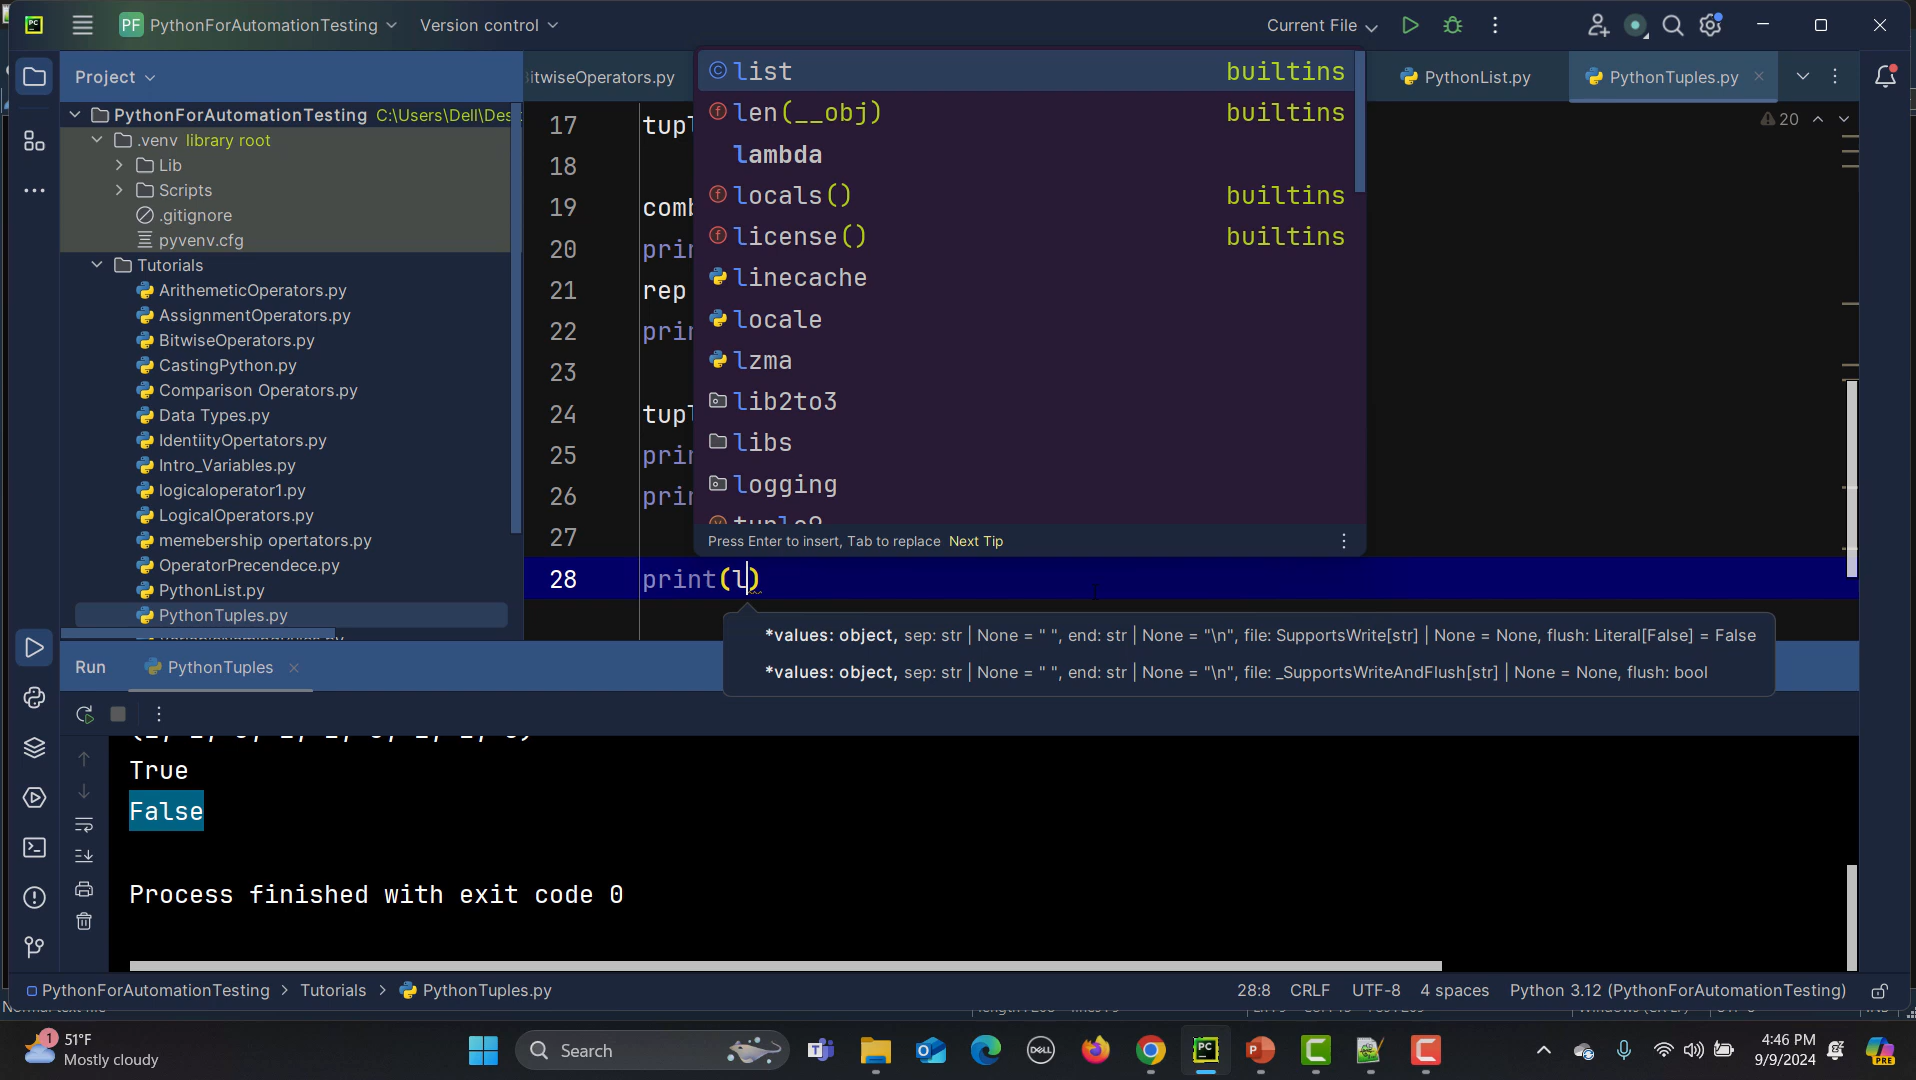 PC
PF PythonForAutomationTesting
Version control
Current File
Project
itwiseOperators.py
PythonList.py
PythonTuples.py
PythonForAutomationTesting C:\Users\Dell\Des
.venv library root
Lib
Scripts
.gitignore
pyvenv.cfg
Tutorials
ArithemeticOperators.py
AssignmentOperators.py
BitwiseOperators.py
CastingPython.py
Comparison Operators.py
Data Types.py
IdentiityOpertators.py
Intro_Variables.py
logicaloperator1.py
LogicalOperators.py
memebership opertators.py
OperatorPrecendece.py
PythonList.py
PythonTuples.py
17 tupl
18
19 comb
20 prin
21 rep
22 prin
23
24 tupl
25 prin
26 prin
27
28 print(l)
20
list builtins
len(__obj) builtins
lambda
locals() builtins
license() builtins
linecache
locale
lzma
lib2to3
libs
logging
Press Enter to insert, Tab to replace Next Tip
*values: object, sep: str | None = " ", end: str | None = "\n", file: SupportsWrite[str] | None = None, flush: Literal[False] = False
*values: object, sep: str | None = " ", end: str | None = "\n", file: _SupportsWriteAndFlush[str] | None = None, flush: bool
Run PythonTuples
True
False
Process finished with exit code 0
PythonForAutomationTesting > Tutorials > PythonTuples.py
28:8 CRLF UTF-8 4 spaces Python 3.12 (PythonForAutomationTesting)
1
51°F
Mostly cloudy
Search
DELL
PC
4:46 PM
9/9/2024
PRE